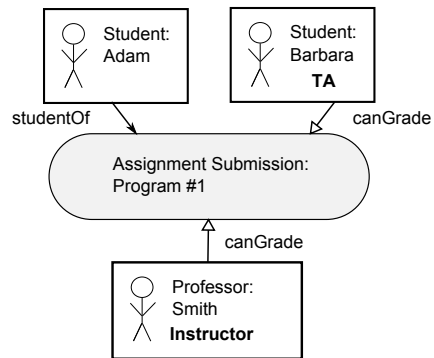 Student:
Adam
Student:
Barbara
TA
studentOf
canGrade
Assignment Submission:
Program #1
canGrade
Professor:
Smith
Instructor